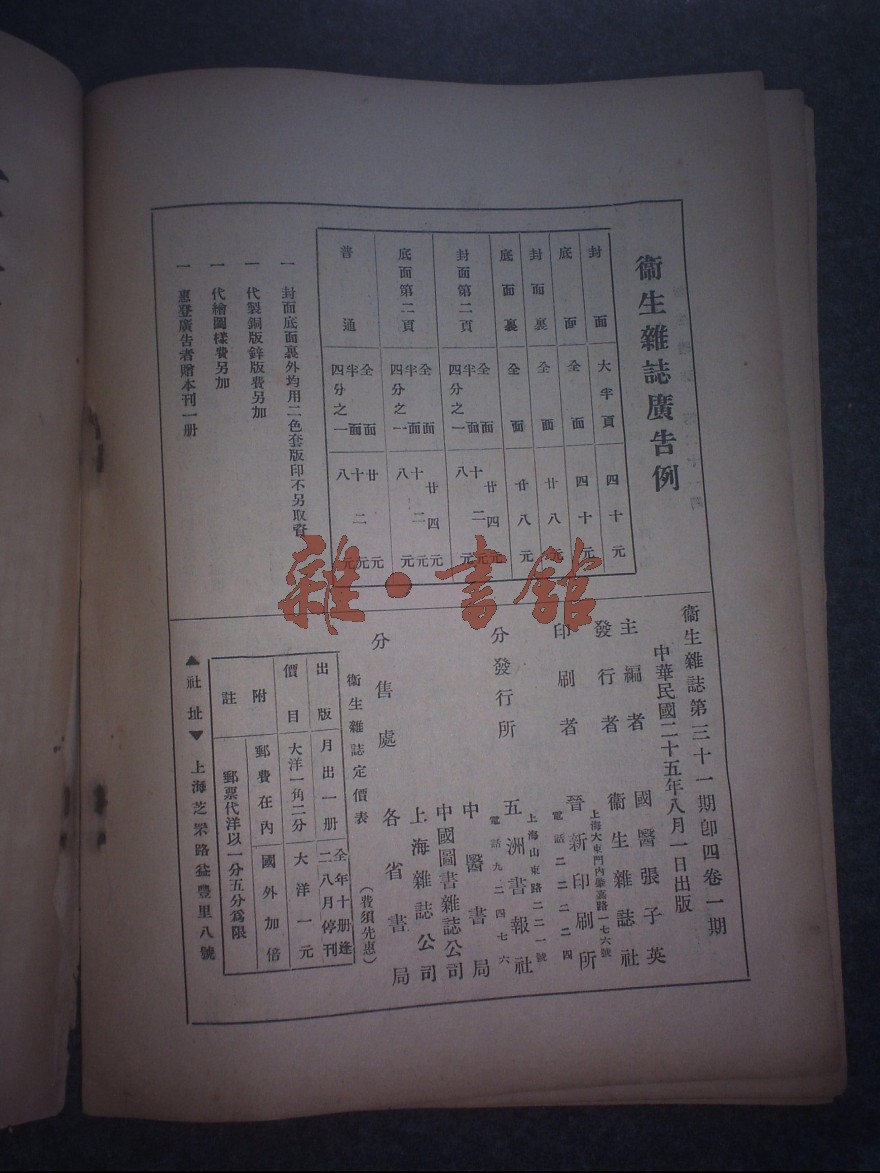 衞生雜誌廣告例
封面 大半頁 四十元
底面 全面 四十元
封面裏 全面 廿八元
底面裏 全面 廿八元
封面第二頁 全面 廿四元
半面 十二元
四分之一 八元
底面第二頁 全面 廿四元
半面 十二元
四分之一 八元
普通 全面 廿元
半面 十二元
四分之一 八元
一 封面底面裏外均用二色套版印不另取資
一 代製銅版鋅版費另加
一 代繪圖樣費另加
一 惠登廣告者贈本刊一册
衞生雜誌第三十一期卽四卷一期
中華民國二十五年八月一日出版
主編者 國醫張子英
發行者 衞生雜誌社
上海大東門內 路一七六號
印刷者 晉新印刷所
電話二二二二四
分發行所 五洲書報社
上海山東路二二一號
電話九二四七六
中醫書局
中國圖書雜誌公司
上海雜誌公司
分售處 各省書局
衞生雜誌定價表 (費須先惠)
出版 月出一册 全年十册逢二八月停刊
價目 大洋一角二分 大洋一元
附註 郵費在內 國外加倍
郵票代洋以一分五分爲限
▲社址▼ 上海芝罘路益豐里八號
雜·書館